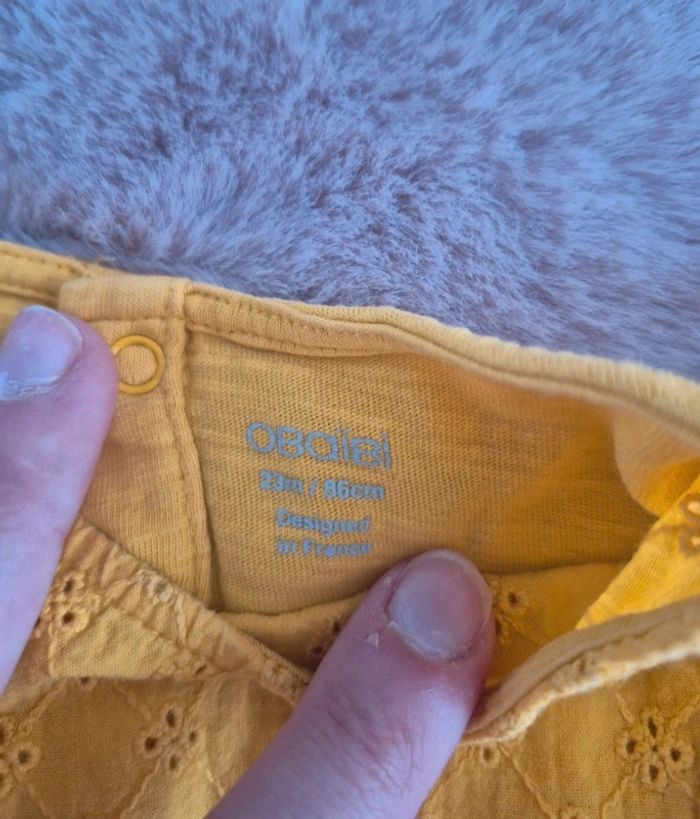 OBaïBi
23m / 86cm
Designed
in France